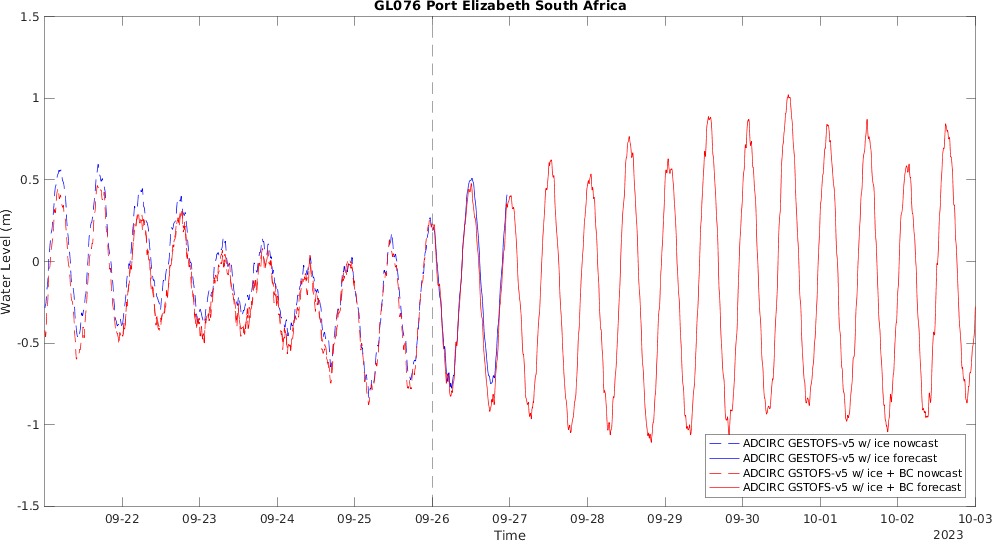 GL076 Port Elizabeth South Africa
1.5
1
0.5
0
-0.5
-1
-1.5
Water Level (m)
ADCIRC GESTOFS-v5 w/ ice nowcast
ADCIRC GESTOFS-v5 w/ ice forecast
ADCIRC GSTOFS-v5 w/ ice + BC nowcast
ADCIRC GSTOFS-v5 w/ ice + BC forecast
09-22 09-23 09-24 09-25 09-26 09-27 09-28 09-29 09-30 10-01 10-02 10-03
Time
2023